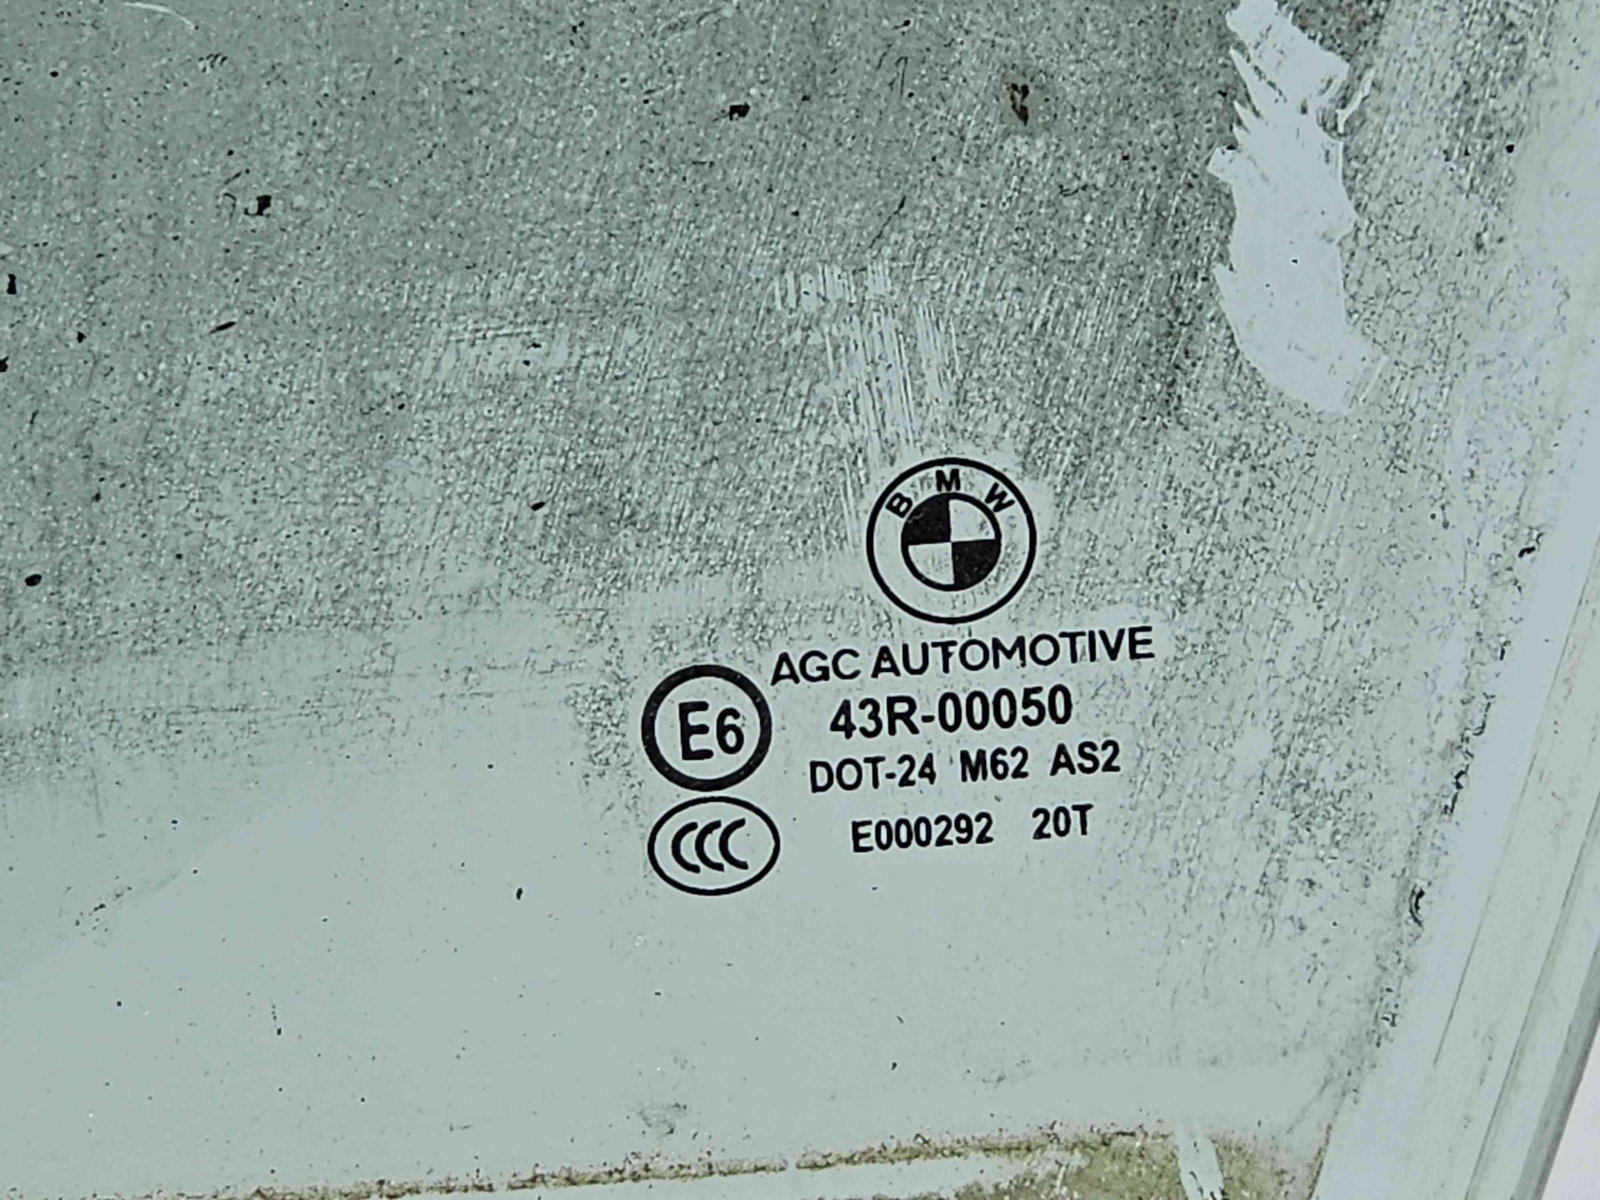 BMW
AGC AUTOMOTIVE
E6 43R-00050
DOT-24 M62 AS2
CCC E000292 20T